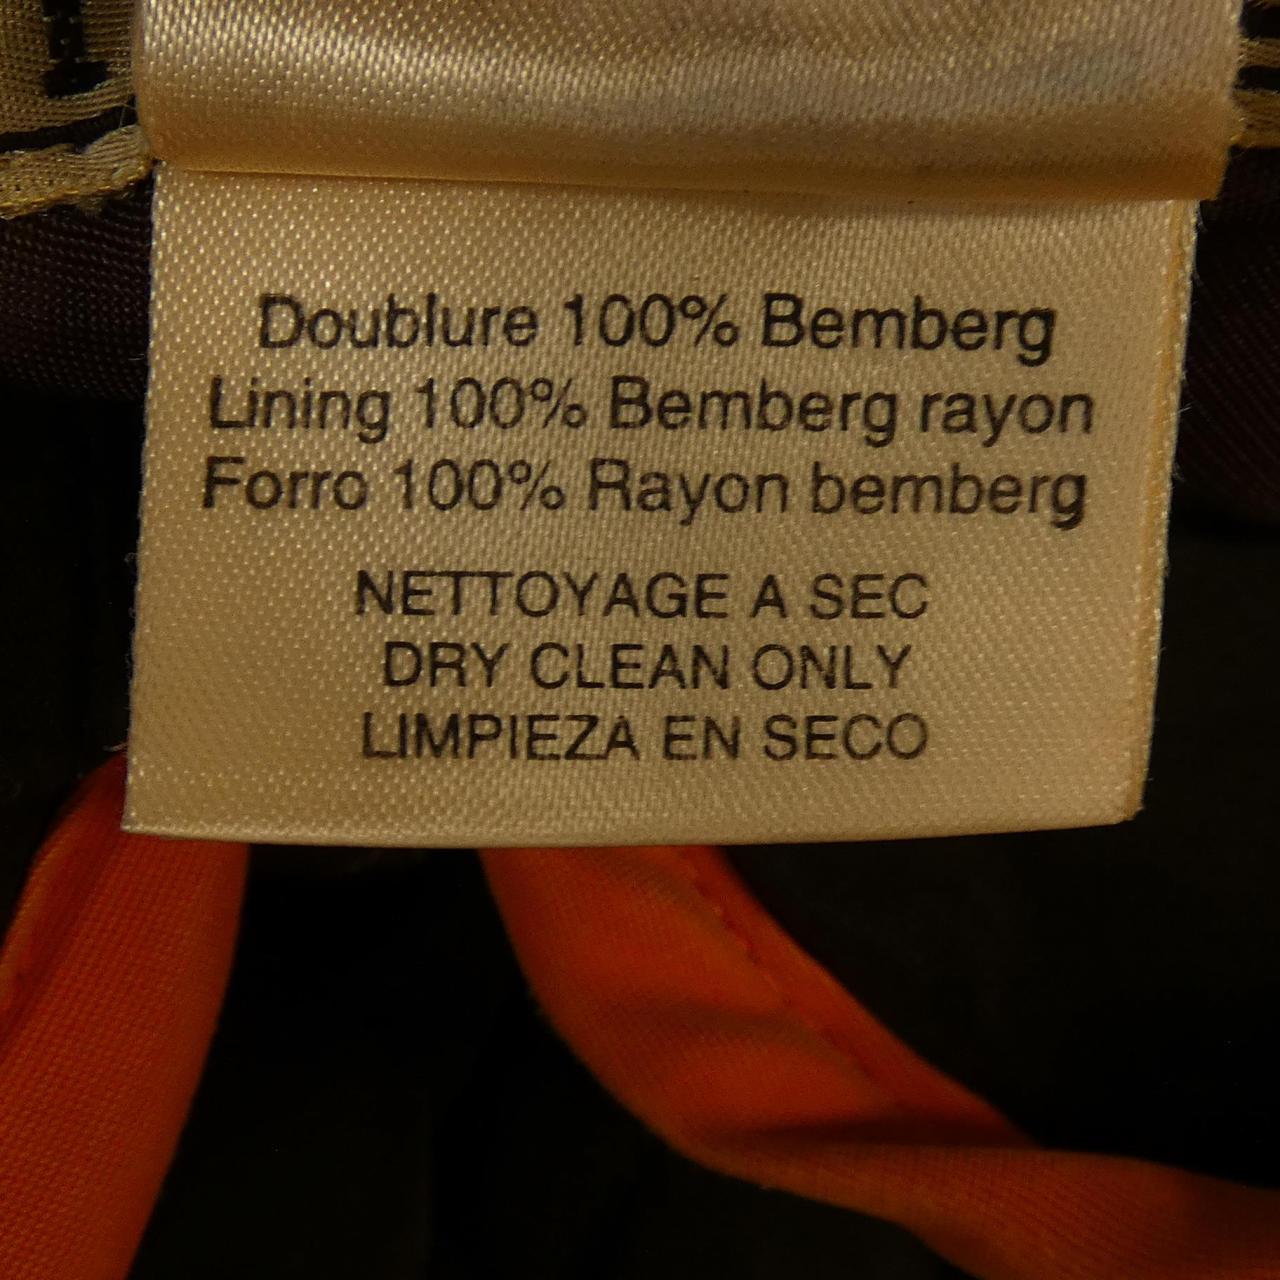 Doublure 100% Bemberg
Lining 100% Bemberg rayon
Forro 100% Rayon bemberg
NETTOYAGE A SEC
DRY CLEAN ONLY
LIMPIEZA EN SECO